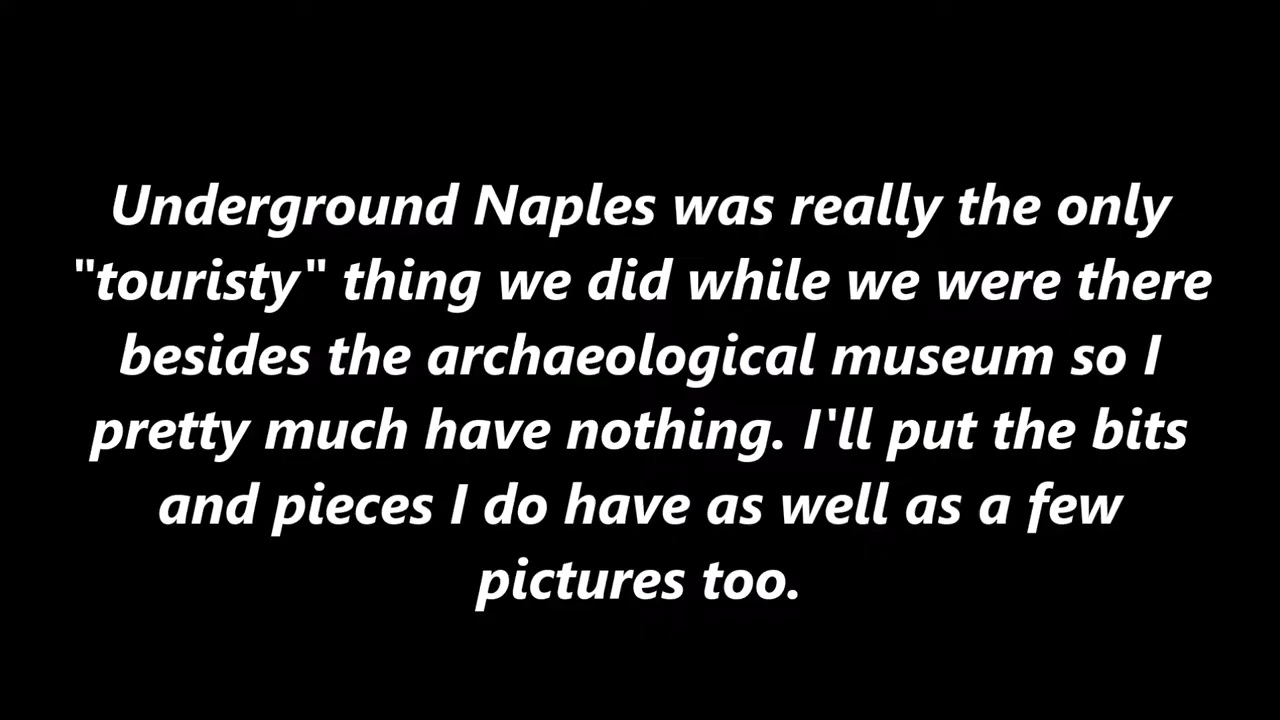 Underground Naples was really the only
"touristy" thing we did while we were there
besides the archaeological museum so I
pretty much have nothing. I'll put the bits
and pieces I do have as well as a few
pictures too.